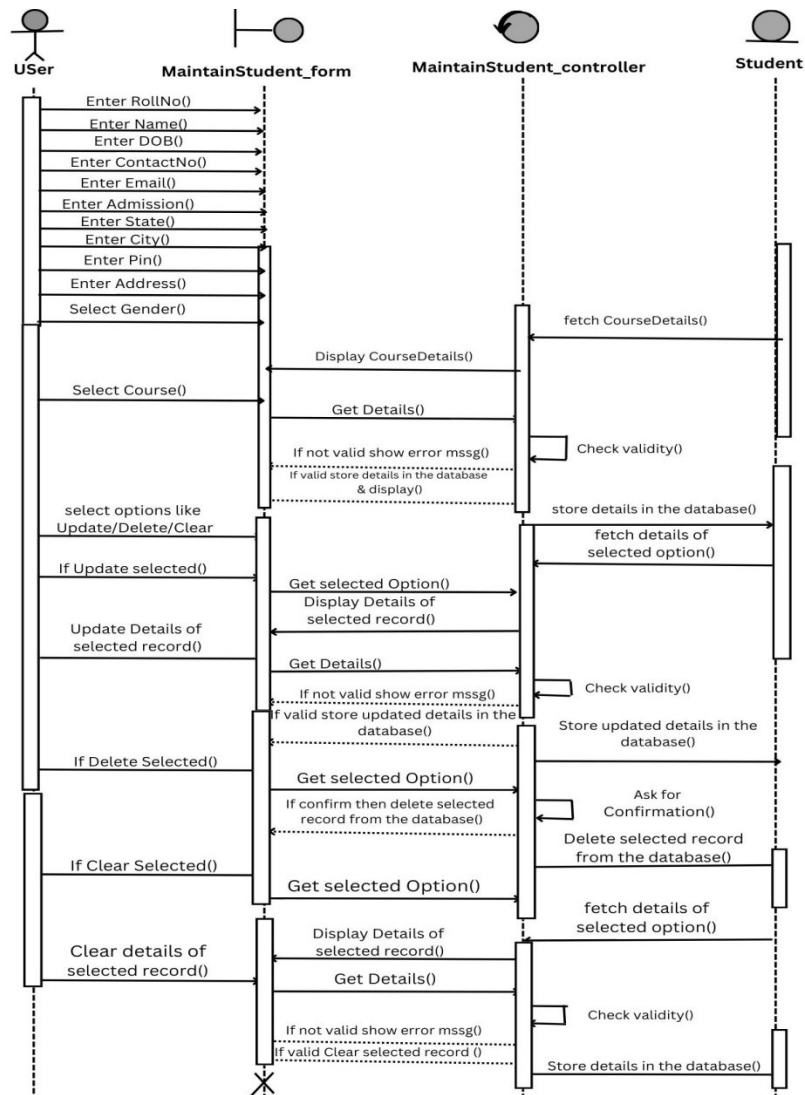 USer
MaintainStudent_form
MaintainStudent_controller
Student
Enter RollNo()
Enter Name()
Enter DOB()
Enter ContactNo()
Enter Email()
Enter Admission()
Enter State()
Enter City()
Enter Pin()
Enter Address()
Select Gender()
fetch CourseDetails()
Display CourseDetails()
Select Course()
Get Details()
Check validity()
If not valid show error mssg()
If valid store details in the database
& display()
select options like
Update/Delete/Clear
store details in the database()
fetch details of
selected option()
If Update selected()
Get selected Option()
Display Details of
selected record()
Update Details of
selected record()
Get Details()
Check validity()
If not valid show error mssg()
If valid store updated details in the
database()
Store updated details in the
database()
If Delete Selected()
Get selected Option()
Ask for
Confirmation()
If confirm then delete selected
record from the database()
Delete selected record
from the database()
If Clear Selected()
Get selected Option()
fetch details of
selected option()
Display Details of
selected record()
Clear details of
selected record()
Get Details()
Check validity()
If not valid show error mssg()
If valid Clear selected record ()
Store details in the database()